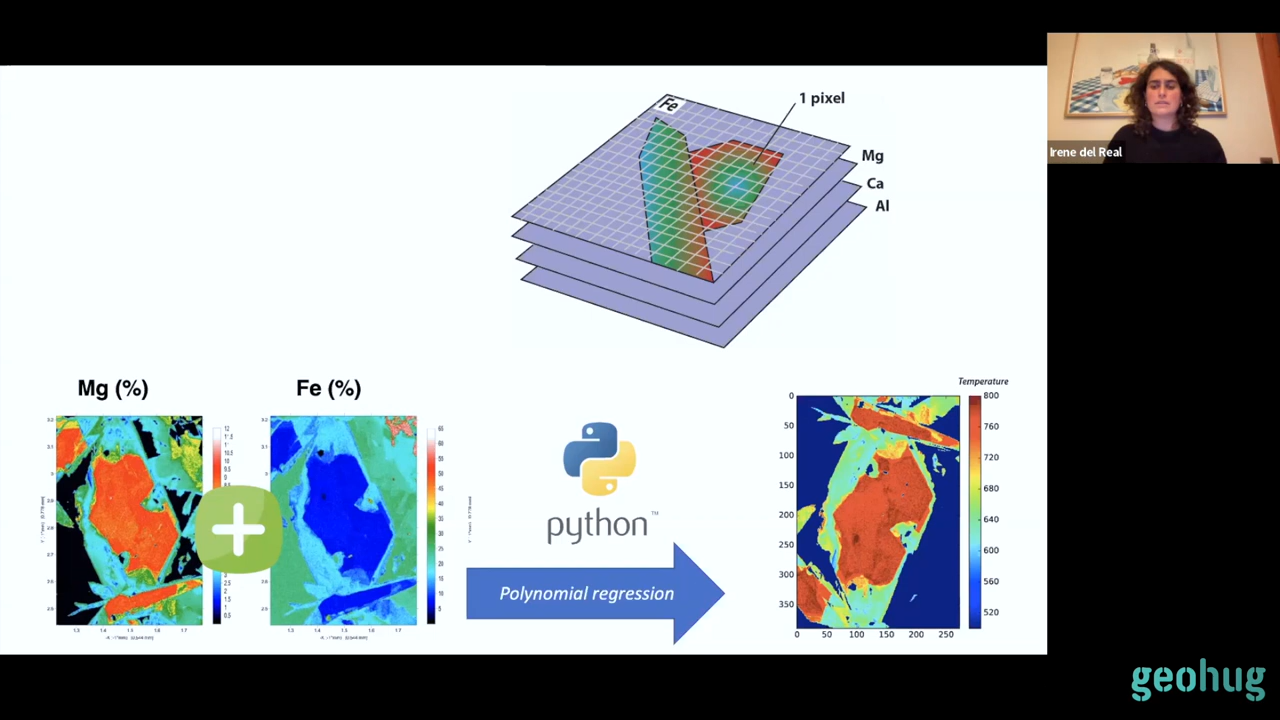 Fe
1 pixel
Mg
Ca
Al
Irene del Real
Mg (%)
Fe (%)
python™
Polynomial regression
Temperature
0
50
100
150
200
250
300
350
0 50 100 150 200 250
800
760
720
680
640
600
560
520
geohug